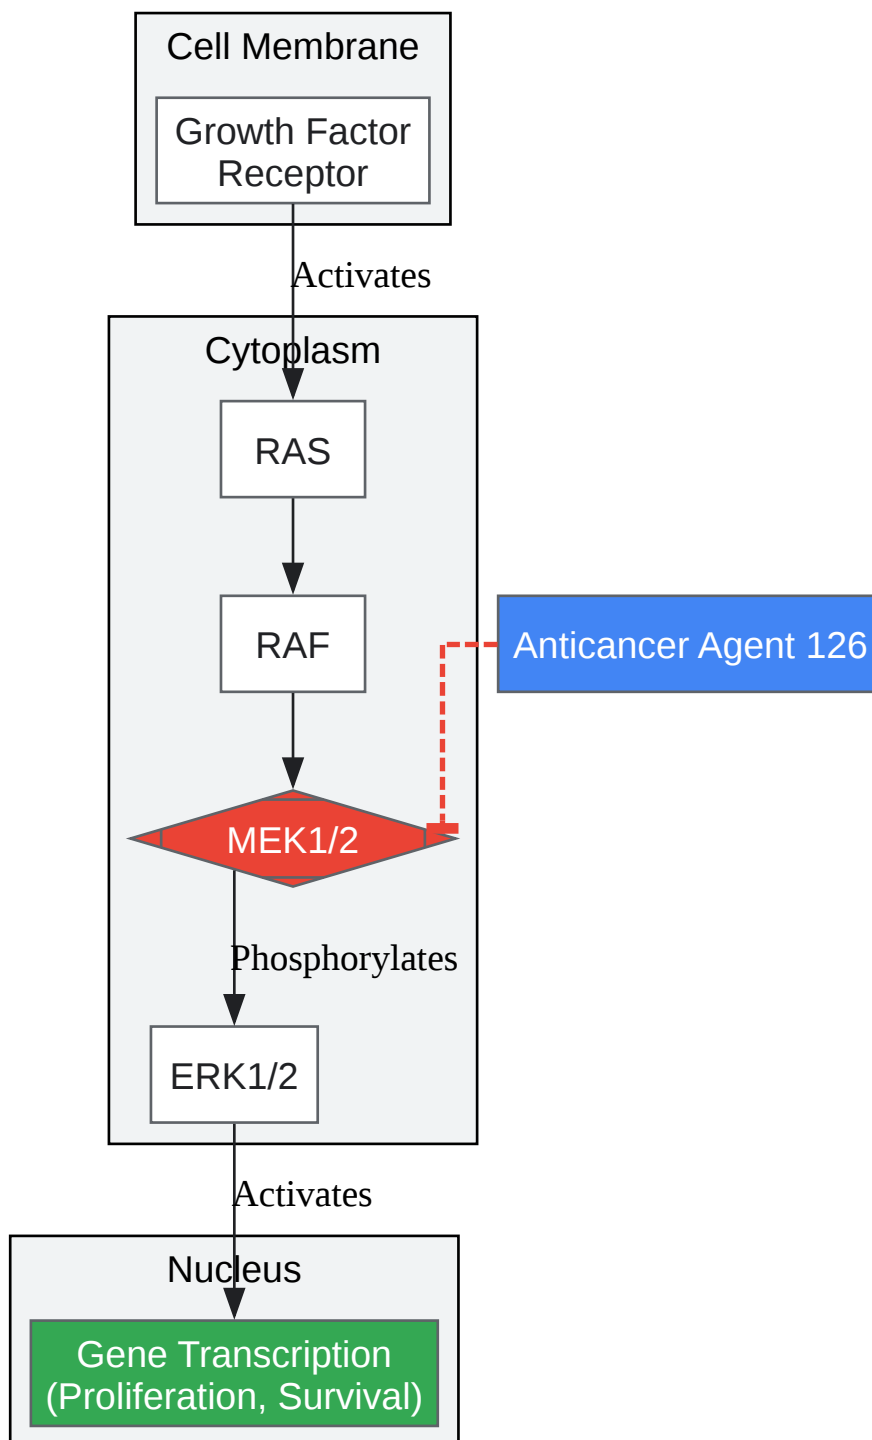 Cell Membrane
Growth Factor
Receptor
Activates
Cytoplasm
RAS
RAF
Anticancer Agent 126
MEK1/2
Phosphorylates
ERK1/2
Activates
Nucleus
Gene Transcription
(Proliferation, Survival)